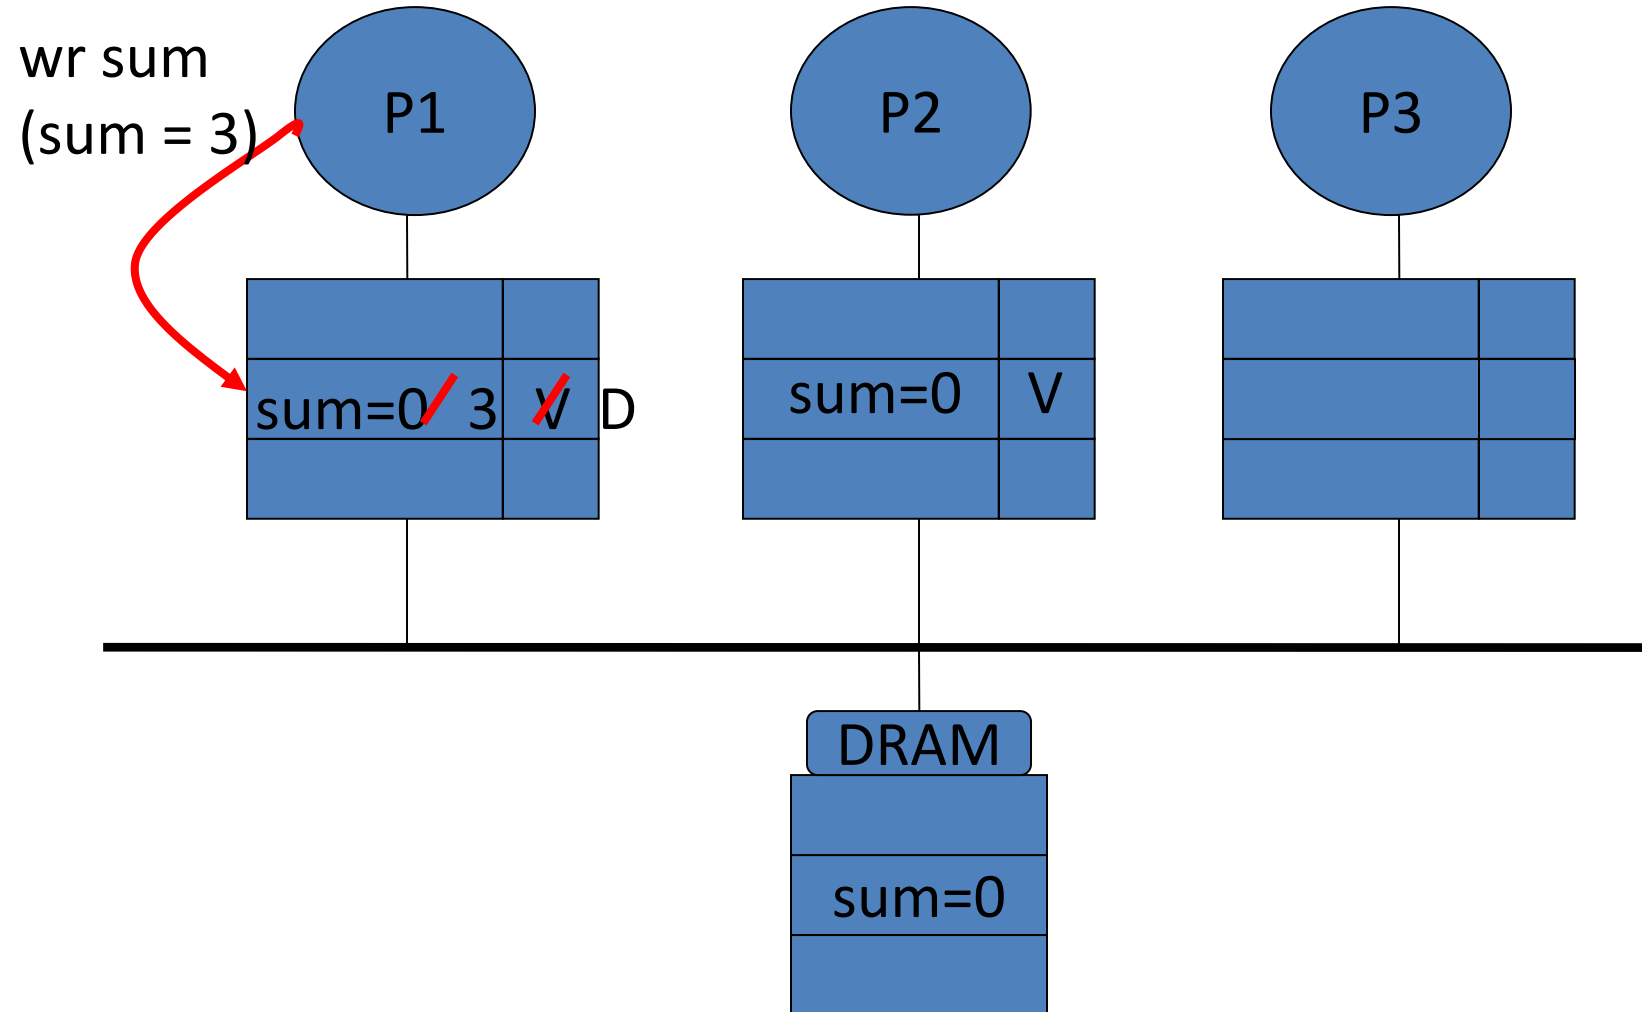 wr sum
(sum = 3)
P1
P2
P3
sum=0 3 V D
sum=0 V
DRAM
sum=0